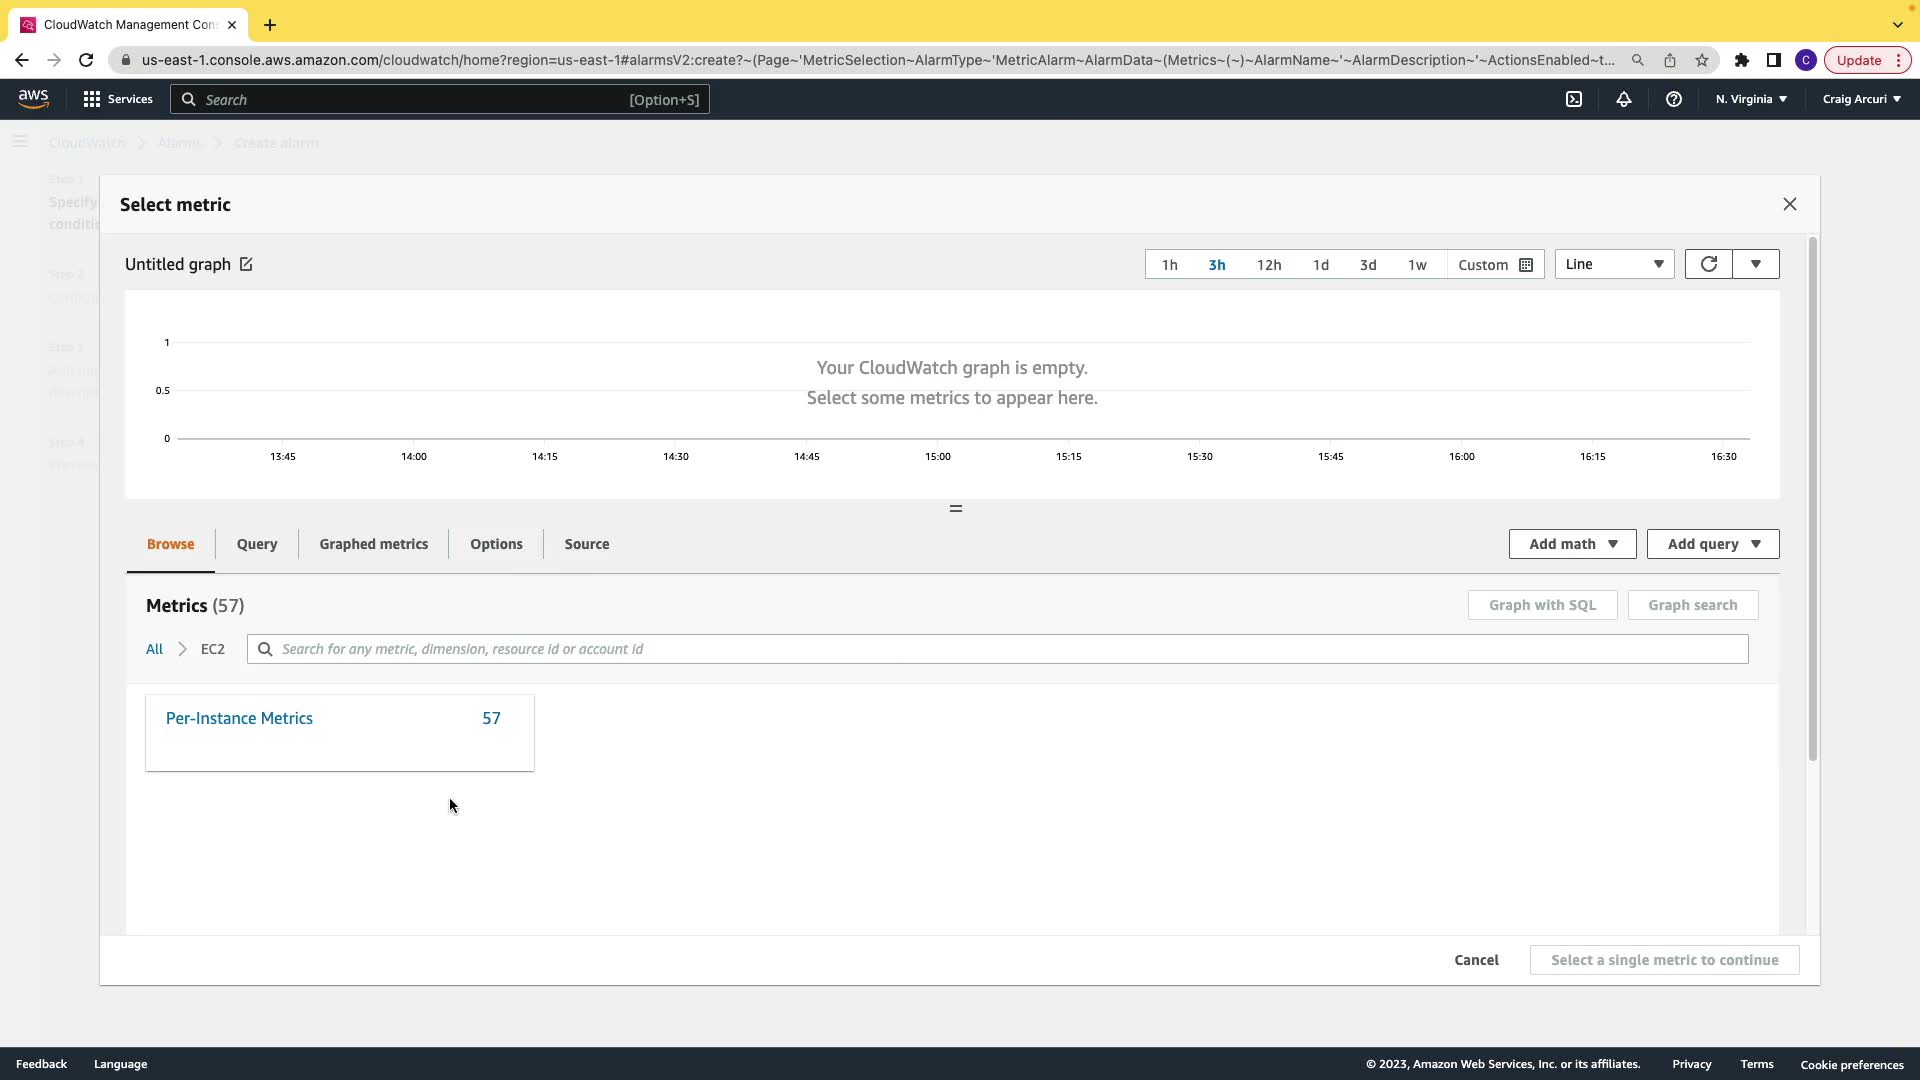 CloudWatch Management Con
us-east-1.console.aws.amazon.com/cloudwatch/home?region=us-east-1#alarmsV2:create?~(Page~'MetricSelection~AlarmType~'MetricAlarm~AlarmData~(Metrics~(~)~AlarmName~'~AlarmDescription~'~ActionsEnabled~t...
C
Update
aws
Services
Search
[Option+S]
N. Virginia
Craig Arcuri
CloudWatch
Alarms
Create alarm
Step 1
Specify
conditio
Step 2
Step 3
Step 4
Select metric
Untitled graph
1h
3h
12h
1d
3d
1w
Custom
Line
1
0.5
0
Your CloudWatch graph is empty.
Select some metrics to appear here.
13:45
14:00
14:15
14:30
14:45
15:00
15:15
15:30
15:45
16:00
16:15
16:30
Browse
Query
Graphed metrics
Options
Source
Add math
Add query
Metrics (57)
Graph with SQL
Graph search
All
EC2
Search for any metric, dimension, resource id or account id
Per-Instance Metrics
57
Cancel
Select a single metric to continue
Feedback
Language
© 2023, Amazon Web Services, Inc. or its affiliates.
Privacy
Terms
Cookie preferences